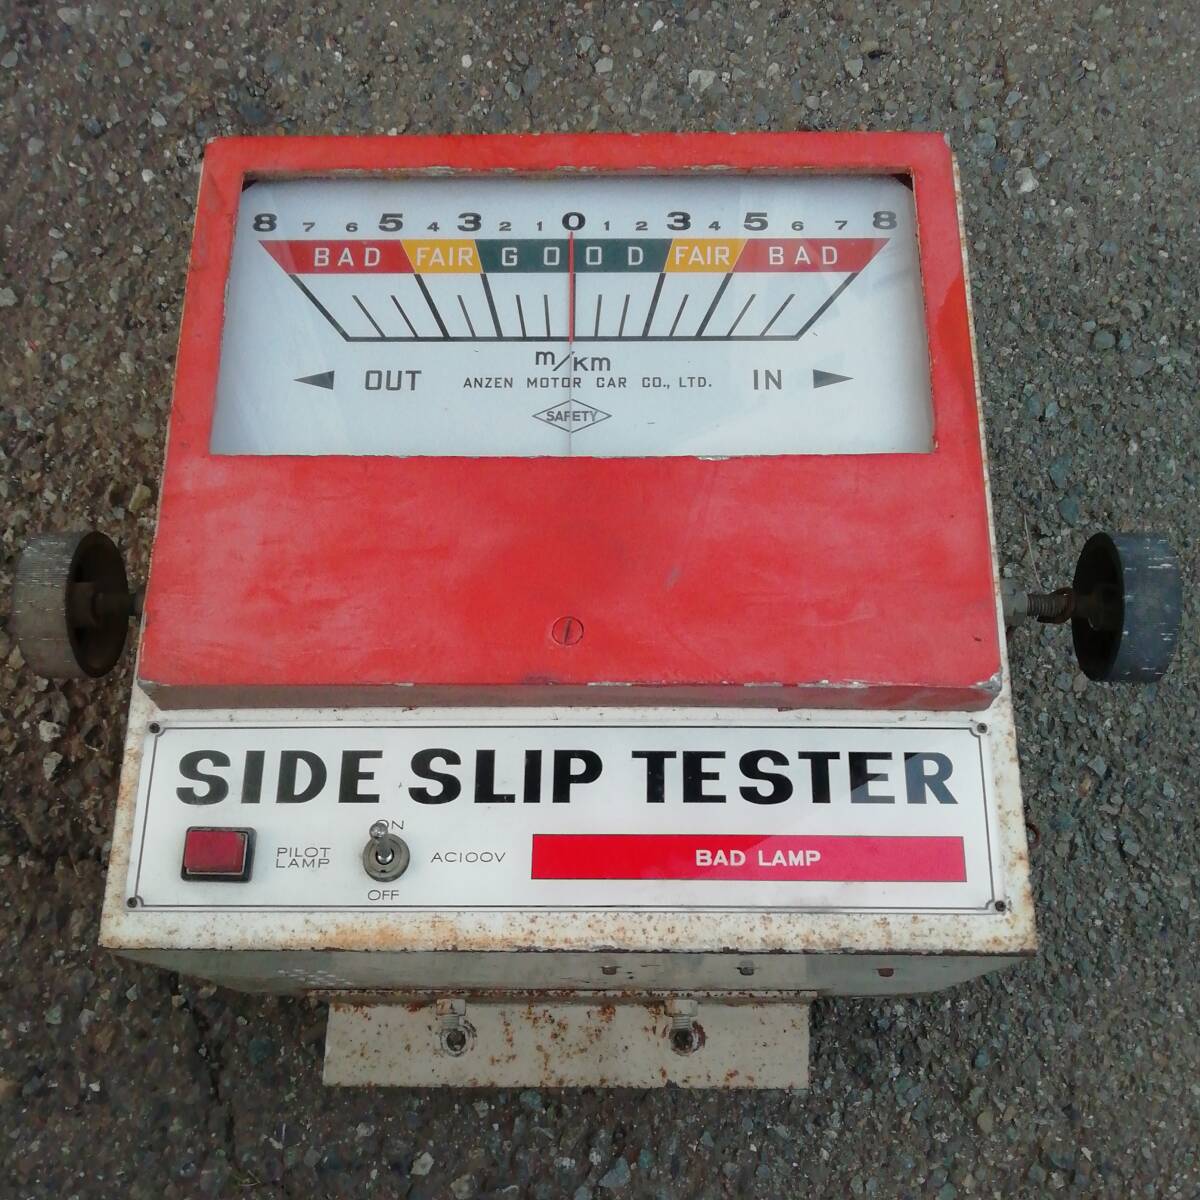 8 7 6 5 4 3 2 1 0 1 2 3 4 5 6 7 8
BAD FAIR GOOD FAIR BAD
m/Km
OUT ANZEN MOTOR CAR CO., LTD. IN
SAFETY
SIDE SLIP TESTER
PILOT LAMP
ON
OFF
AC100V
BAD LAMP